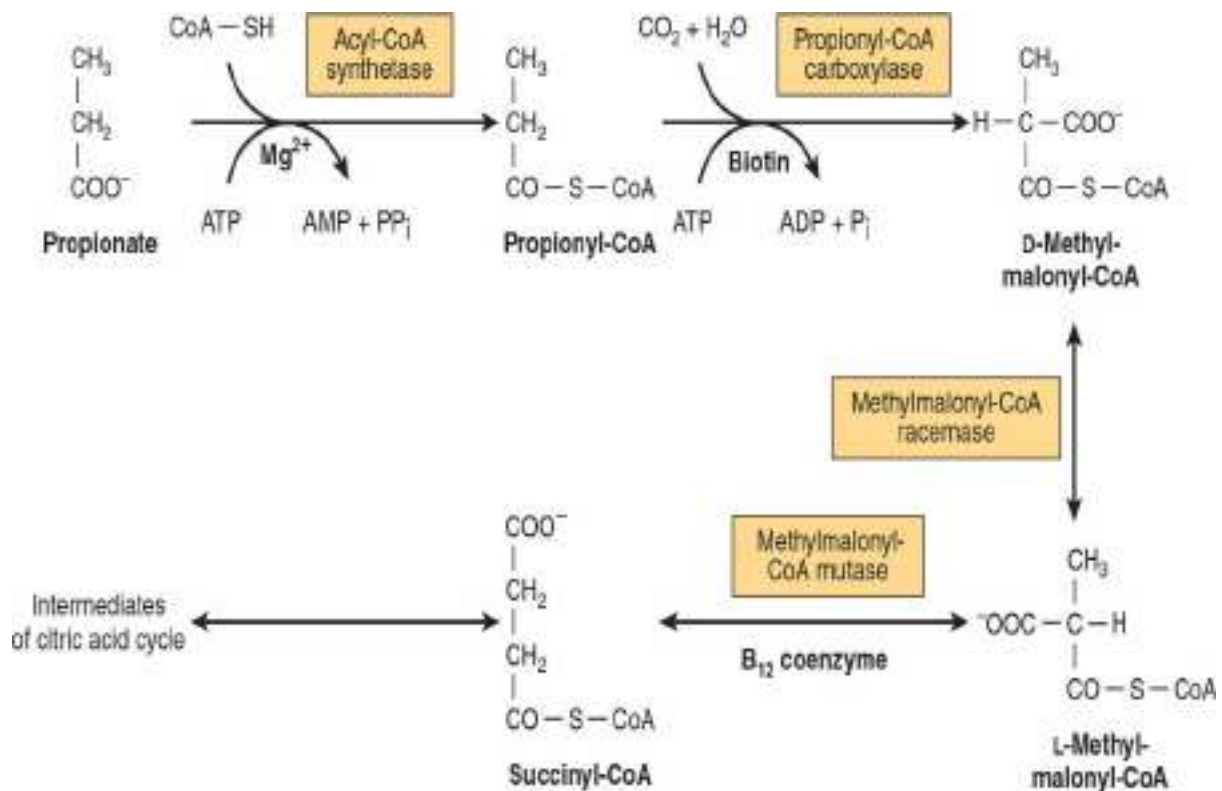 CoA — SH
Acyl-CoA
synthetase
CO₂ + H₂O
Propionyl-CoA
carboxylase
CH₃
CH₂
COO⁻
Propionate
Mg²⁺
ATP
AMP + PPᵢ
CH₃
CH₂
CO — S — CoA
Propionyl-CoA
Biotin
ATP
ADP + Pᵢ
CH₃
H — C — COO⁻
CO — S — CoA
D-Methyl-
malonyl-CoA
Methylmalonyl-CoA
racemase
Intermediates
of citric acid cycle
COO⁻
CH₂
CH₂
CO — S — CoA
Succinyl-CoA
Methylmalonyl-
CoA mutase
B₁₂ coenzyme
CH₃
⁻OOC — C — H
CO — S — CoA
L-Methyl-
malonyl-CoA